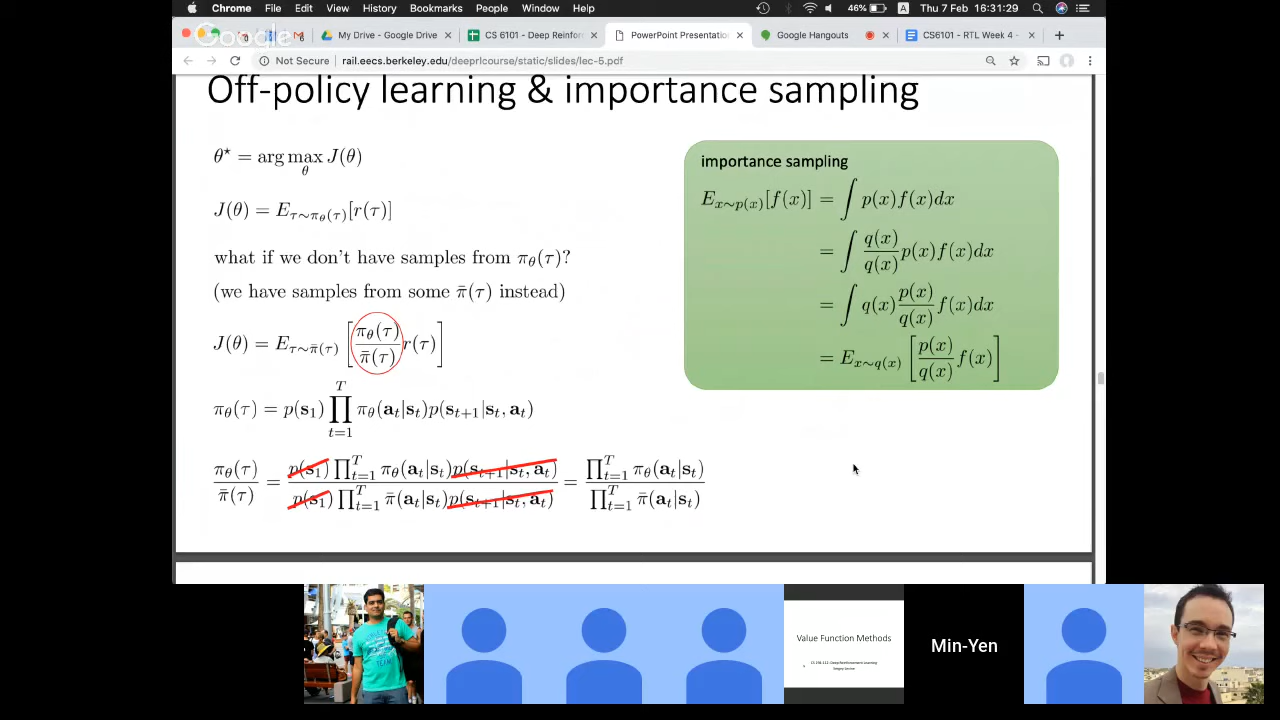 Window Help
View History Bookmarks People
46% Thu 7 Feb 16:31:29
Google
My Drive - Google Drive × CS 6101 - Deep Reinforc × PowerPoint Presentatio × Google Hangouts × CS6101 - RTL Week 4 - ×
Not Secure | rail.eecs.berkeley.edu/deeprlcourse/static/slides/lec-5.pdf
Off-policy learning & importance sampling
θ* = arg max_θ J(θ)
J(θ) = E_{τ∼π_θ(τ)}[r(τ)]
what if we don't have samples from π_θ(τ)?
(we have samples from some π̄(τ) instead)
J(θ) = E_{τ∼π̄(τ)} [π_θ(τ)/π̄(τ) r(τ)]
π_θ(τ) = p(s_1) ∏_{t=1}^{T} π_θ(a_t|s_t)p(s_{t+1}|s_t, a_t)
π_θ(τ)/π̄(τ) = p(s_1) ∏_{t=1}^{T} π_θ(a_t|s_t)p(s_{t+1}|s_t, a_t) / p(s_1) ∏_{t=1}^{T} π̄(a_t|s_t)p(s_{t+1}|s_t, a_t) = ∏_{t=1}^{T} π_θ(a_t|s_t) / ∏_{t=1}^{T} π̄(a_t|s_t)
importance sampling
E_{x∼p(x)}[f(x)] = ∫ p(x)f(x)dx
= ∫ q(x)/q(x) p(x)f(x)dx
= ∫ q(x) p(x)/q(x) f(x)dx
= E_{x∼q(x)} [p(x)/q(x) f(x)]
TEAM
Value Function Methods
Min-Yen